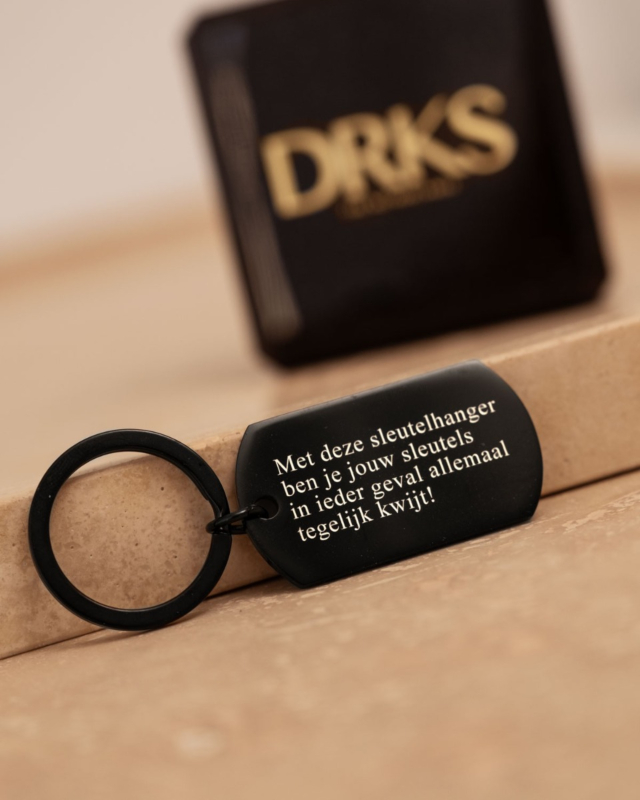 DRKS
Met deze sleutelhanger
ben je jouw sleutels
in ieder geval allemaal
tegelijk kwijt!